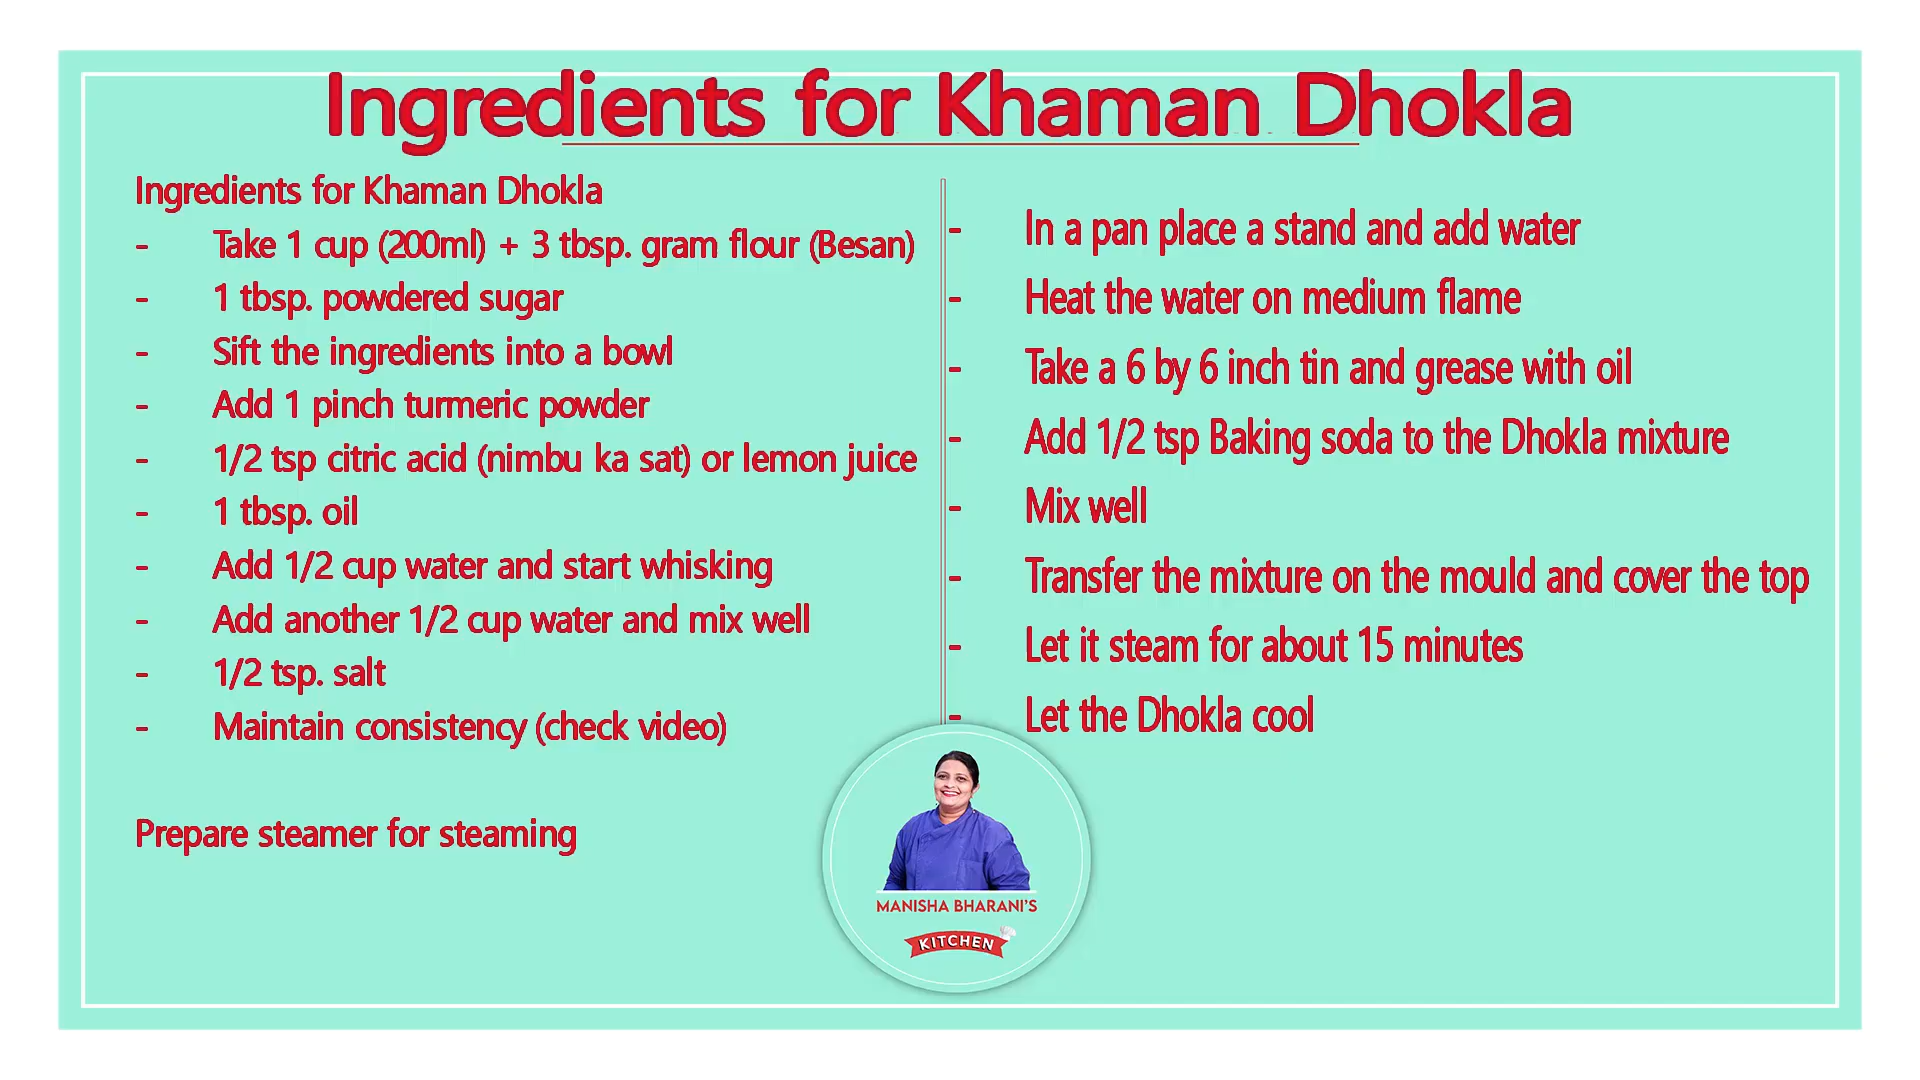 Ingredients for Khaman Dhokla
Ingredients for Khaman Dhokla
- Take 1 cup (200ml) + 3 tbsp. gram flour (Besan)
- 1 tbsp. powdered sugar
- Sift the ingredients into a bowl
- Add 1 pinch turmeric powder
- 1/2 tsp citric acid (nimbu ka sat) or lemon juice
- 1 tbsp. oil
- Add 1/2 cup water and start whisking
- Add another 1/2 cup water and mix well
- 1/2 tsp. salt
- Maintain consistency (check video)
Prepare steamer for steaming
- In a pan place a stand and add water
- Heat the water on medium flame
- Take a 6 by 6 inch tin and grease with oil
- Add 1/2 tsp Baking soda to the Dhokla mixture
- Mix well
- Transfer the mixture on the mould and cover the top
- Let it steam for about 15 minutes
- Let the Dhokla cool
MANISHA BHARANI'S
KITCHEN